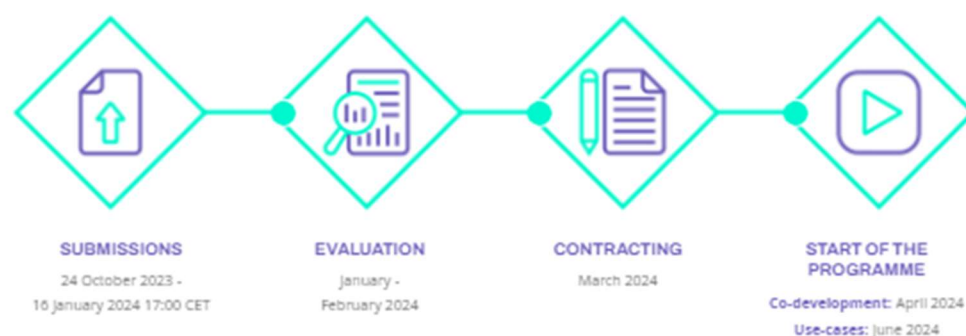 SUBMISSIONS
24 October 2023 -
16 January 2024 17:00 CET
EVALUATION
January -
February 2024
CONTRACTING
March 2024
START OF THE
PROGRAMME
Co-development: April 2024
Use-cases: June 2024